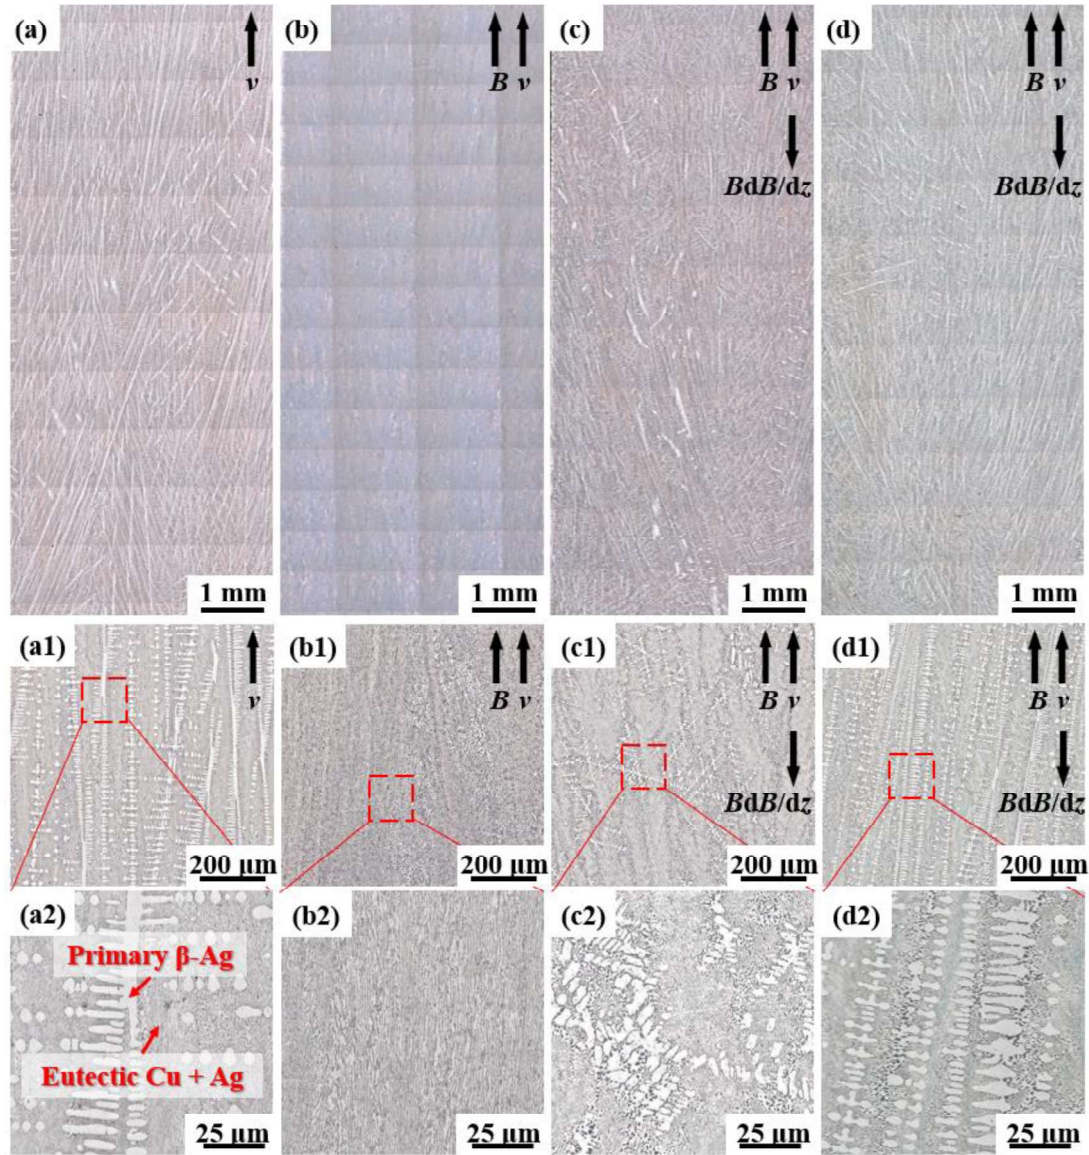 (a)
v
1 mm
(b)
B v
1 mm
(c)
B v
BdB/dz
1 mm
(d)
B v
BdB/dz
1 mm
(a1)
v
200 μm
(b1)
B v
200 μm
(c1)
B v
BdB/dz
200 μm
(d1)
B v
BdB/dz
200 μm
(a2)
Primary β-Ag
Eutectic Cu + Ag
25 μm
(b2)
25 μm
(c2)
25 μm
(d2)
25 μm